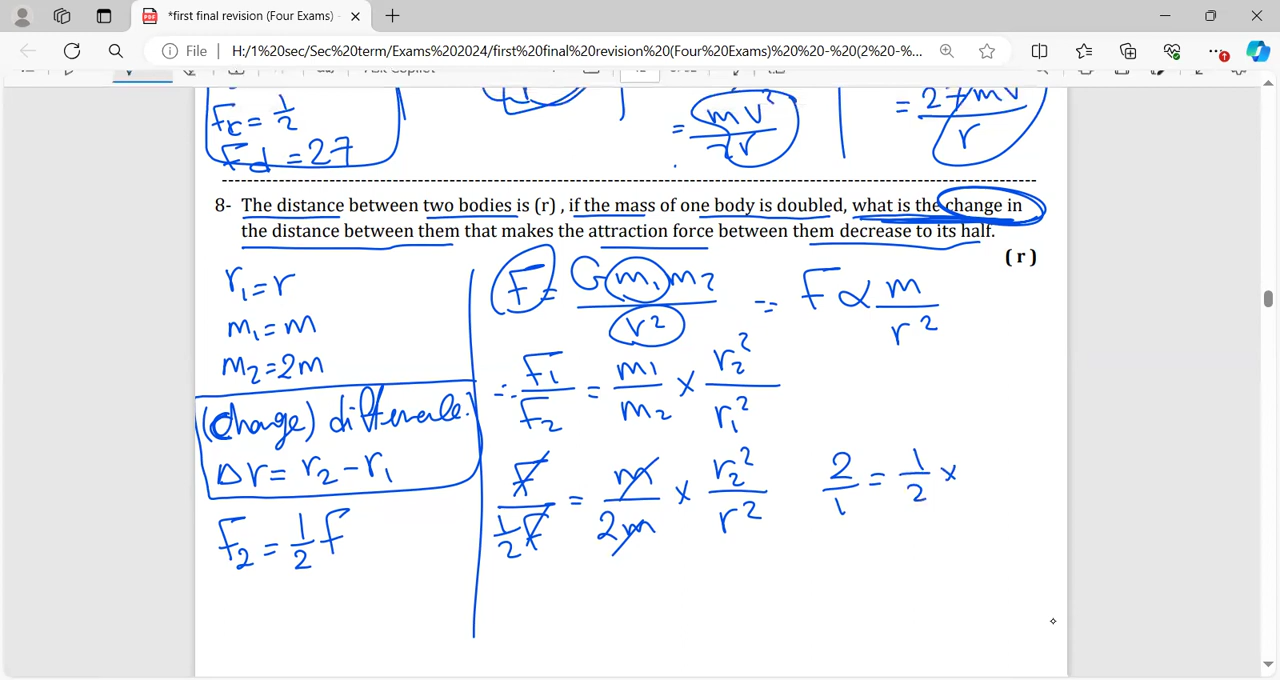 *first final revision (Four Exams) -
File
H:/1%20sec/Sec%20term/Exams%202024/first%20final%20revision%20(Four%20Exams)%20%20-%20(2%20-%...
Fr = 1/2
Fd = 27
= mv²/2r
8- The distance between two bodies is (r) , if the mass of one body is doubled, what is the change in
the distance between them that makes the attraction force between them decrease to its half.
( r )
r₁ = r
m₁ = m
m₂ = 2m
(change) difference
Δr = r₂ - r₁
F₂ = 1/2 F
F = G m₁ m₂ / r² = F ∝ m / r²
∴ F₁/F₂ = m₁/m₂ × r₂²/r₁²
F / 1/2 F = m/2m × r₂²/r²
2/1 = 1/2 ×